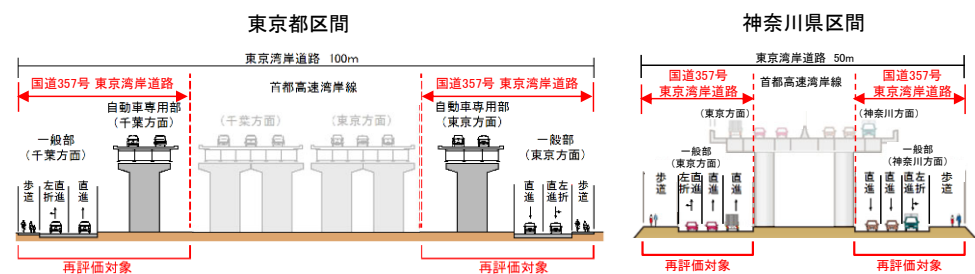 東京都区間
東京湾岸道路 100m
国道357号 東京湾岸道路
首都高速湾岸線
国道357号 東京湾岸道路
自動車専用部
(千葉方面)
(千葉方面)
(東京方面)
自動車専用部
(東京方面)
一般部
(千葉方面)
一般部
(東京方面)
歩道
左折
直進
直進
直進
直進
左折
歩道
再評価対象
再評価対象
神奈川県区間
東京湾岸道路 50m
国道357号
東京湾岸道路
首都高速湾岸線
国道357号
東京湾岸道路
(東京方面)
(神奈川方面)
一般部
(東京方面)
一般部
(神奈川方面)
歩道
左折
直進
直進
直進
直進
直進
直進
左折
歩道
再評価対象
再評価対象